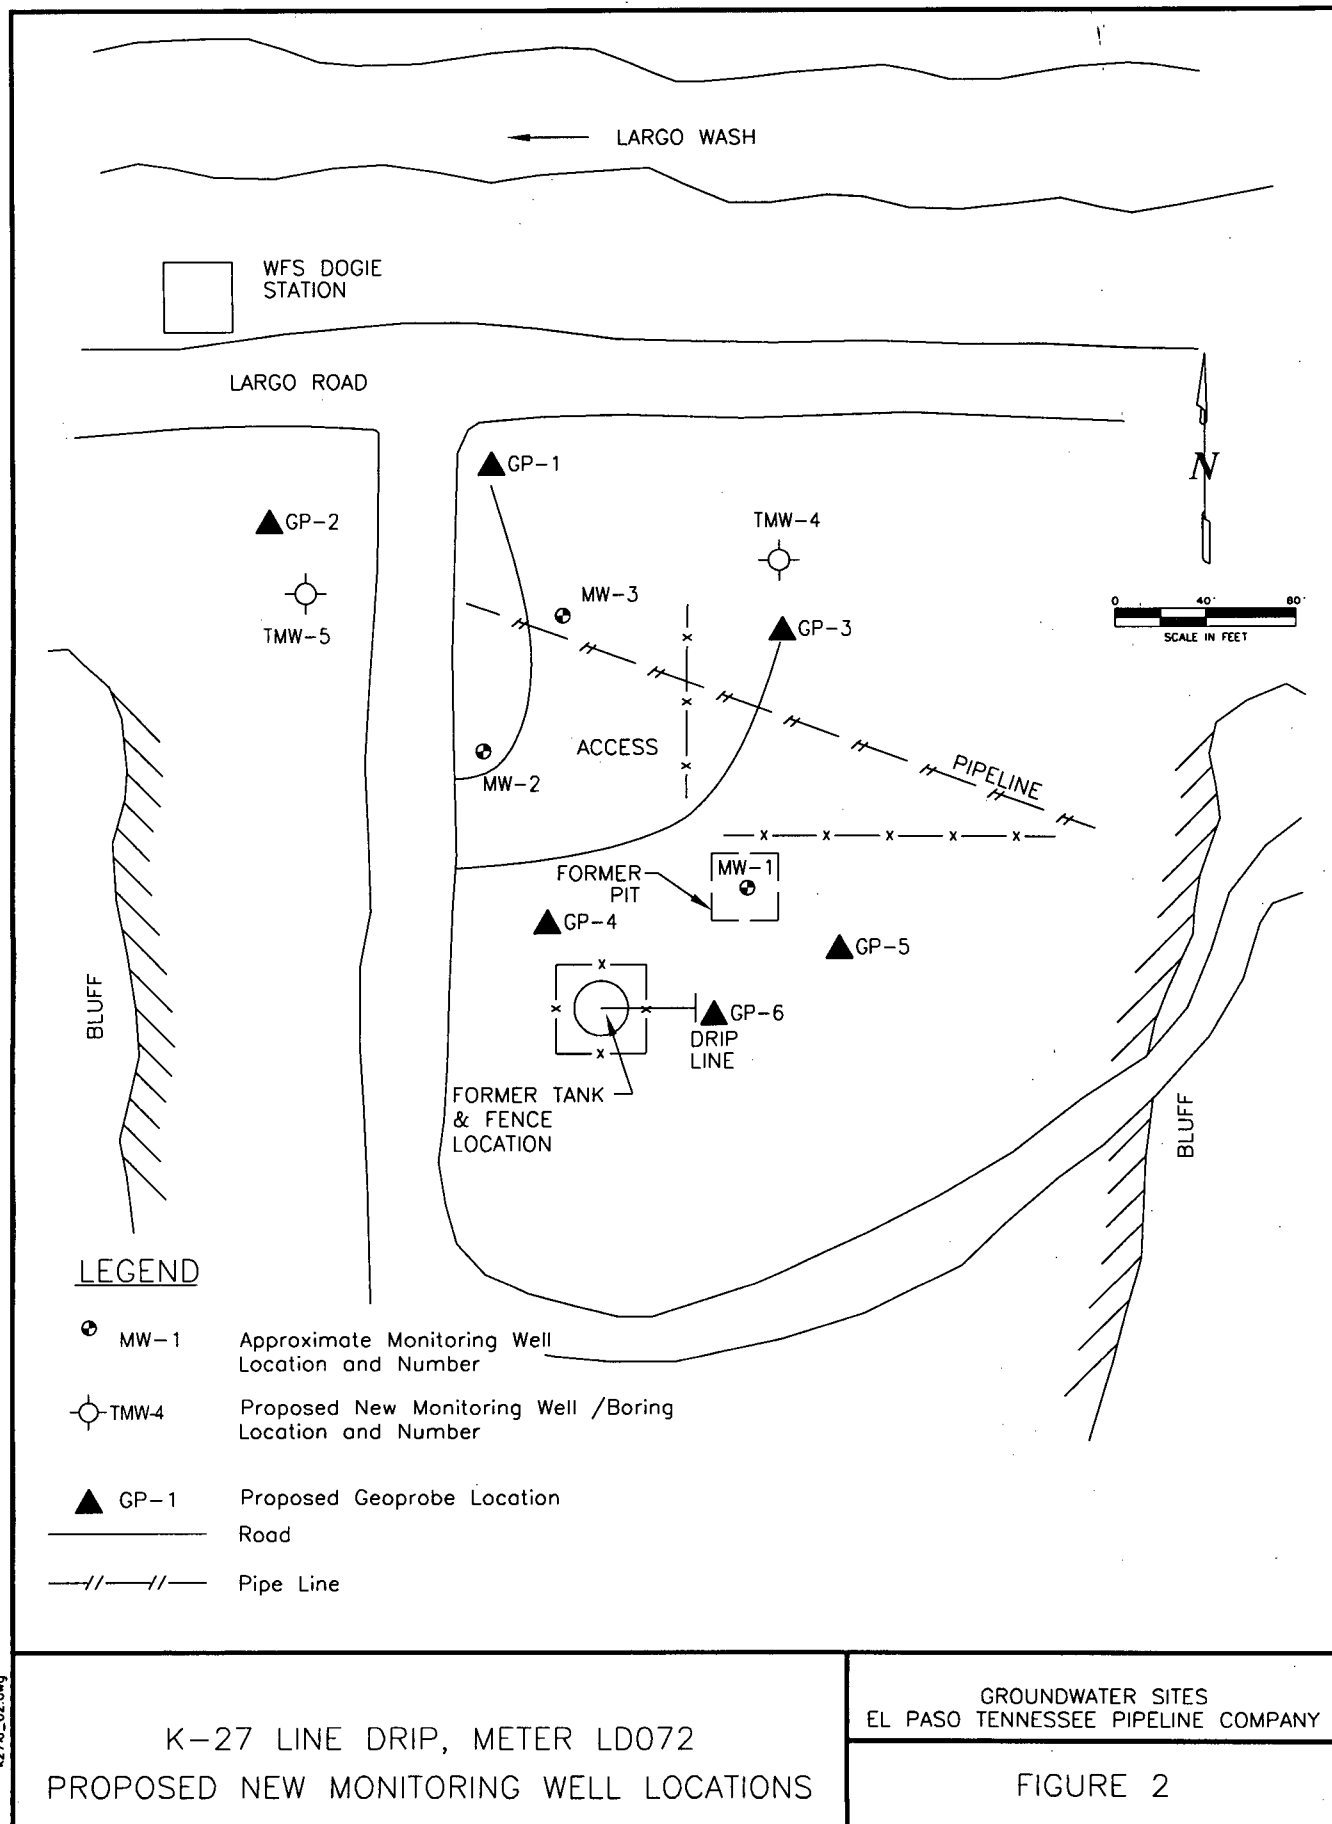 LARGO WASH
WFS DOGIE
STATION
LARGO ROAD
GP-1
GP-2
TMW-4
N
MW-3
TMW-5
GP-3
0 40' 80'
SCALE IN FEET
ACCESS
MW-2
PIPELINE
MW-1
FORMER
PIT
GP-4
GP-5
BLUFF
GP-6
DRIP
LINE
FORMER TANK
& FENCE
LOCATION
BLUFF
LEGEND
MW-1 Approximate Monitoring Well
Location and Number
TMW-4 Proposed New Monitoring Well /Boring
Location and Number
GP-1 Proposed Geoprobe Location
Road
Pipe Line
K-27 LINE DRIP, METER LD072
PROPOSED NEW MONITORING WELL LOCATIONS
GROUNDWATER SITES
EL PASO TENNESSEE PIPELINE COMPANY
FIGURE 2